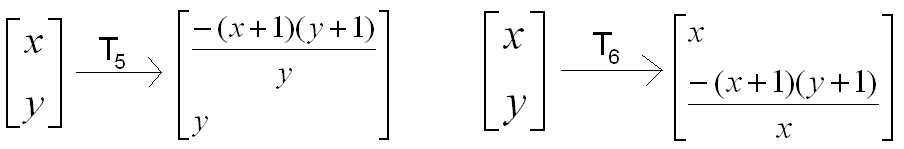 [x y] T₅ → [-(x+1)(y+1)/y y]
[x y] T₆ → [x -(x+1)(y+1)/x]